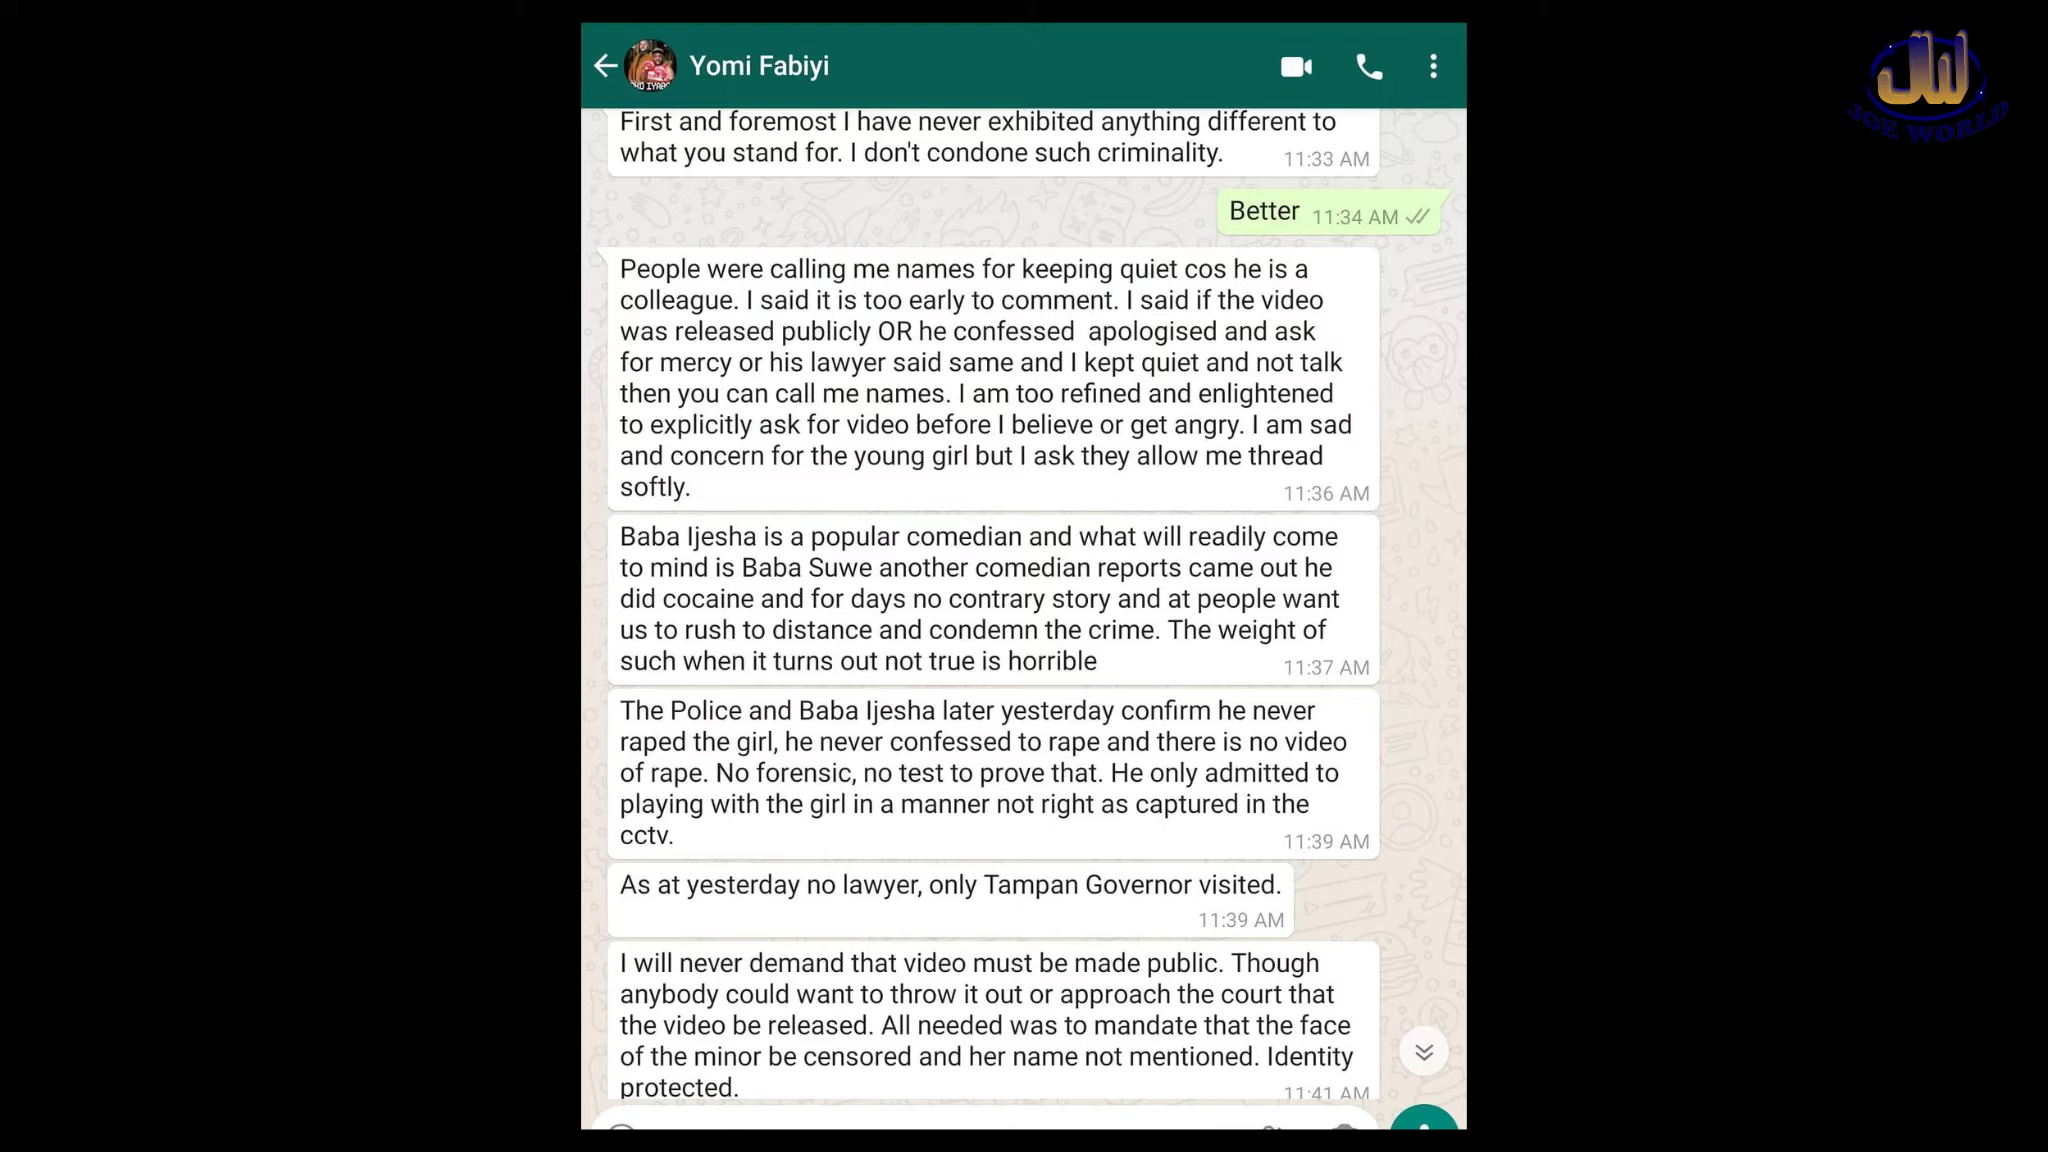 Yomi Fabiyi
JW
JOE WORLD
First and foremost I have never exhibited anything different to
what you stand for. I don't condone such criminality.
11:33 AM
Better 11:34 AM
People were calling me names for keeping quiet cos he is a
colleague. I said it is too early to comment. I said if the video
was released publicly OR he confessed  apologised and ask
for mercy or his lawyer said same and I kept quiet and not talk
then you can call me names. I am too refined and enlightened
to explicitly ask for video before I believe or get angry. I am sad
and concern for the young girl but I ask they allow me thread
softly.
11:36 AM
Baba Ijesha is a popular comedian and what will readily come
to mind is Baba Suwe another comedian reports came out he
did cocaine and for days no contrary story and at people want
us to rush to distance and condemn the crime. The weight of
such when it turns out not true is horrible
11:37 AM
The Police and Baba Ijesha later yesterday confirm he never
raped the girl, he never confessed to rape and there is no video
of rape. No forensic, no test to prove that. He only admitted to
playing with the girl in a manner not right as captured in the
cctv.
11:39 AM
As at yesterday no lawyer, only Tampan Governor visited.
11:39 AM
I will never demand that video must be made public. Though
anybody could want to throw it out or approach the court that
the video be released. All needed was to mandate that the face
of the minor be censored and her name not mentioned. Identity
protected.
11:41 AM